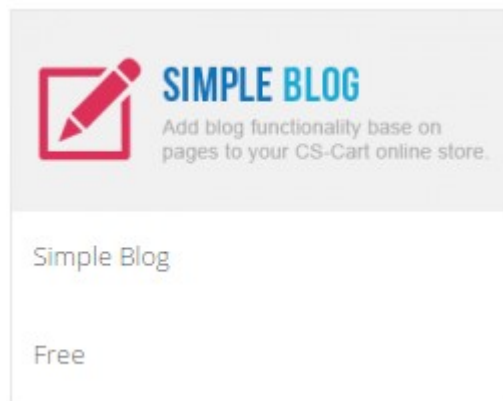 SIMPLE BLOG
Add blog functionality base on
pages to your CS-Cart online store.
Simple Blog
Free